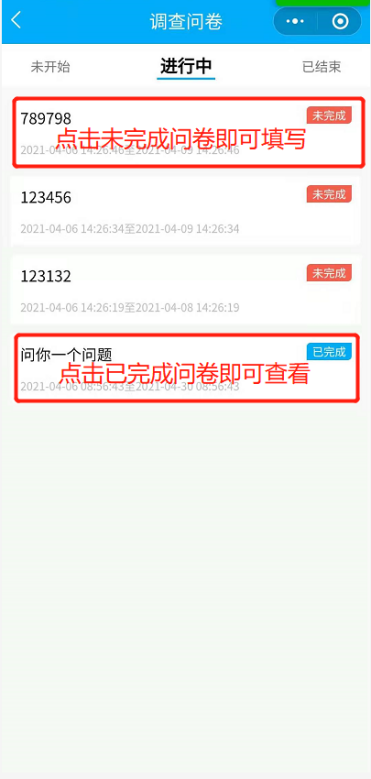 调查问卷
未开始
进行中
已结束
789798
未完成
点击未完成问卷即可填写
2021-04-06 14:26:46至2021-04-09 14:26:46
123456
未完成
2021-04-06 14:26:34至2021-04-09 14:26:34
123132
未完成
2021-04-06 14:26:19至2021-04-08 14:26:19
问你一个问题
已完成
点击已完成问卷即可查看
2021-04-06 08:56:43至2021-04-30 08:56:43